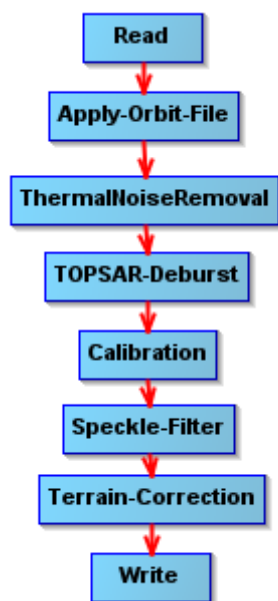 Read
Apply-Orbit-File
ThermalNoiseRemoval
TOPSAR-Deburst
Calibration
Speckle-Filter
Terrain-Correction
Write